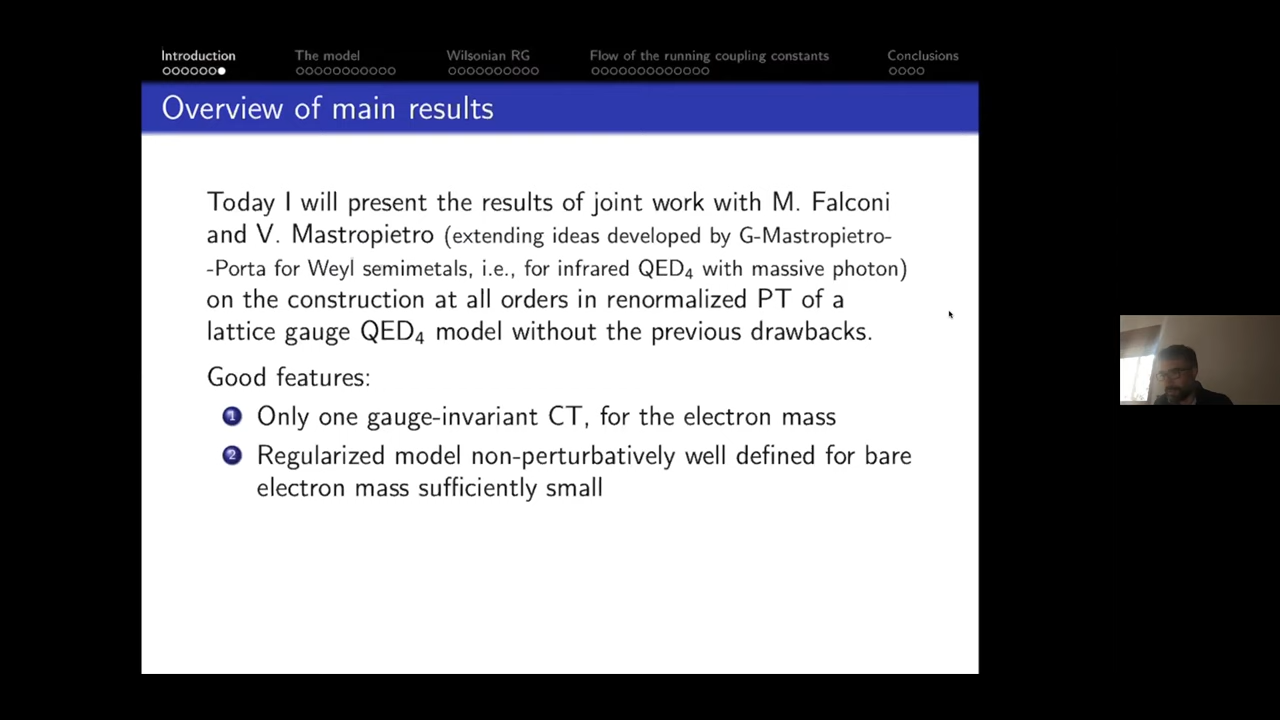 Introduction The model Wilsonian RG Flow of the running coupling constants Conclusions
Overview of main results
Today I will present the results of joint work with M. Falconi
and V. Mastropietro (extending ideas developed by G-Mastropietro-
-Porta for Weyl semimetals, i.e., for infrared QED₄ with massive photon)
on the construction at all orders in renormalized PT of a
lattice gauge QED₄ model without the previous drawbacks.
Good features:
1 Only one gauge-invariant CT, for the electron mass
2 Regularized model non-perturbatively well defined for bare
electron mass sufficiently small